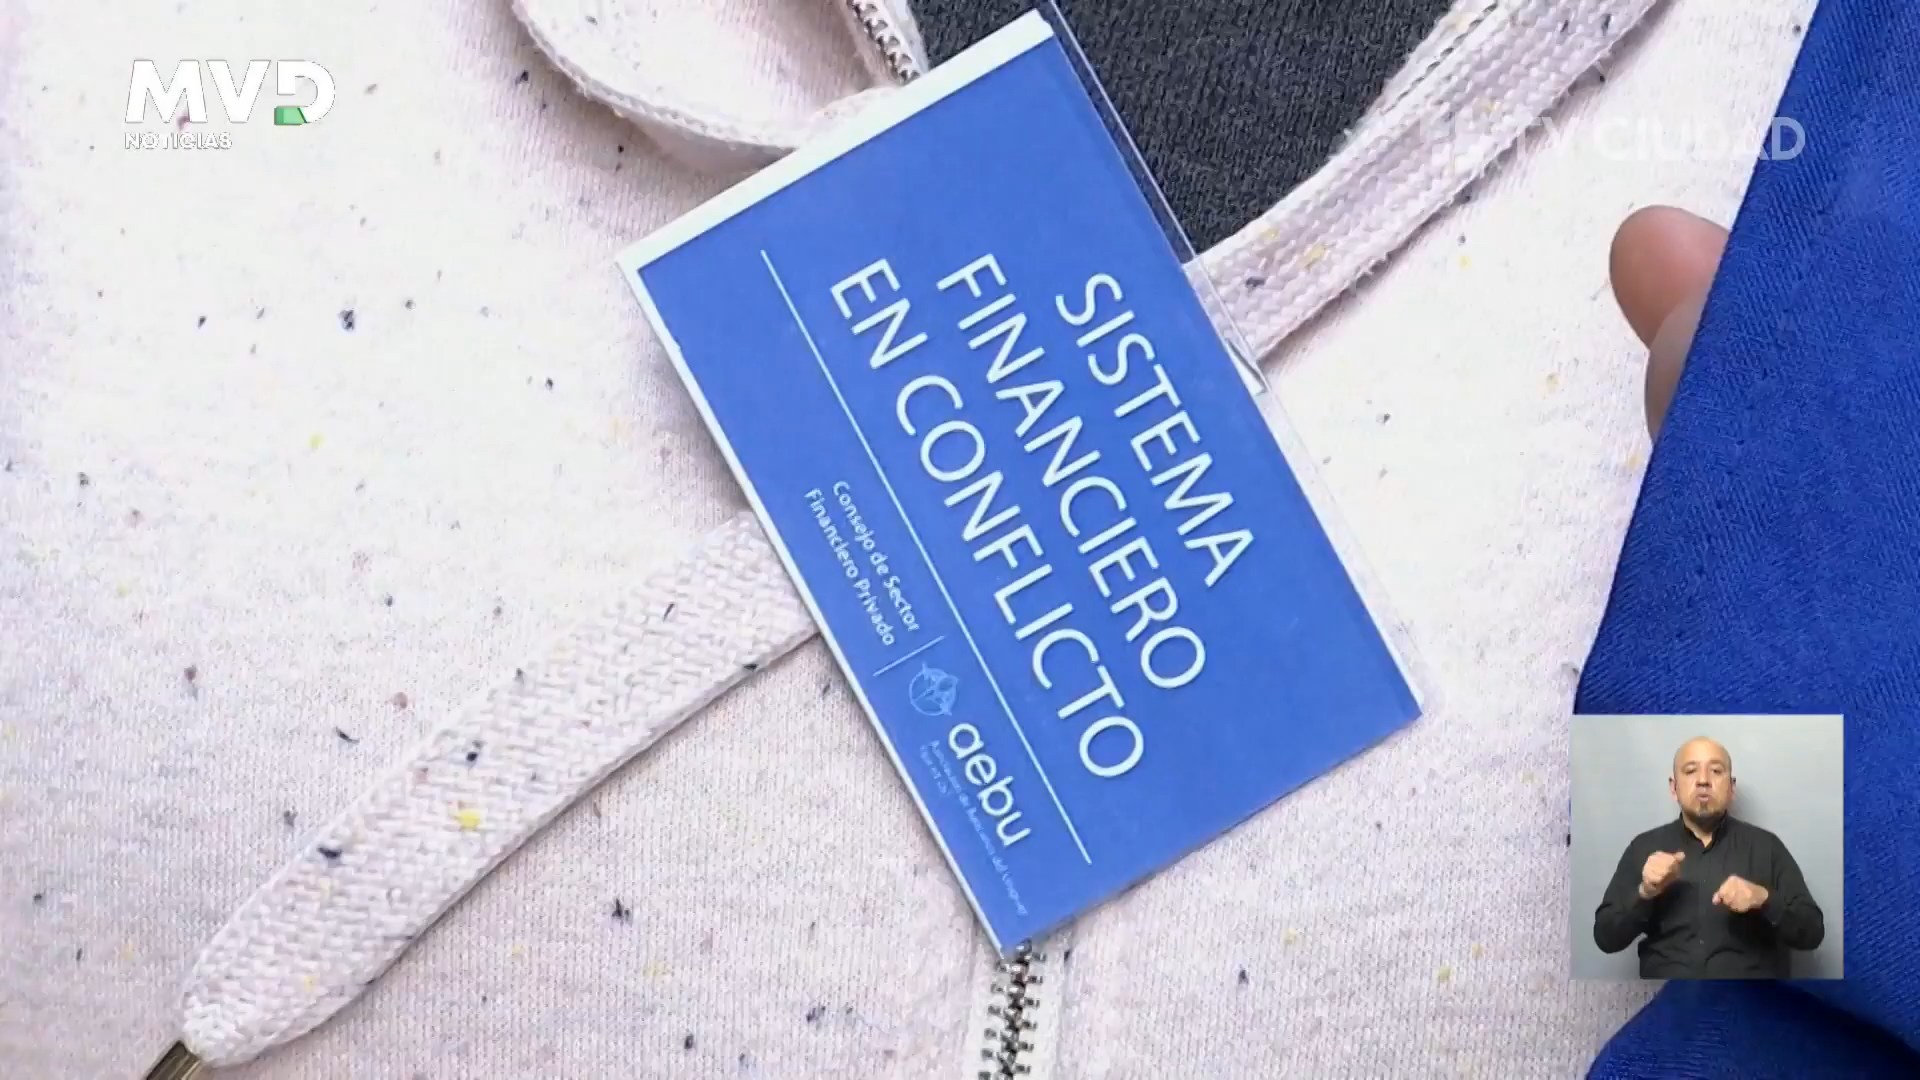 MVD
NOTICIAS
TV CIUDAD
SISTEMA
FINANCIERO
EN CONFLICTO
Consejo de Sector
Financiero Privado
aebu